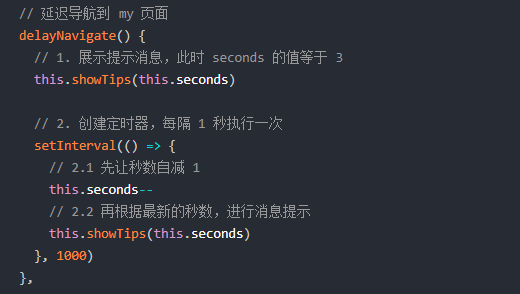 // 延迟导航到 my 页面
delayNavigate() {
// 1. 展示提示消息，此时 seconds 的值等于 3
this.showTips(this.seconds)
// 2. 创建定时器，每隔 1 秒执行一次
setInterval(() => {
// 2.1 先让秒数自减 1
this.seconds--
// 2.2 再根据最新的秒数，进行消息提示
this.showTips(this.seconds)
}, 1000)
},